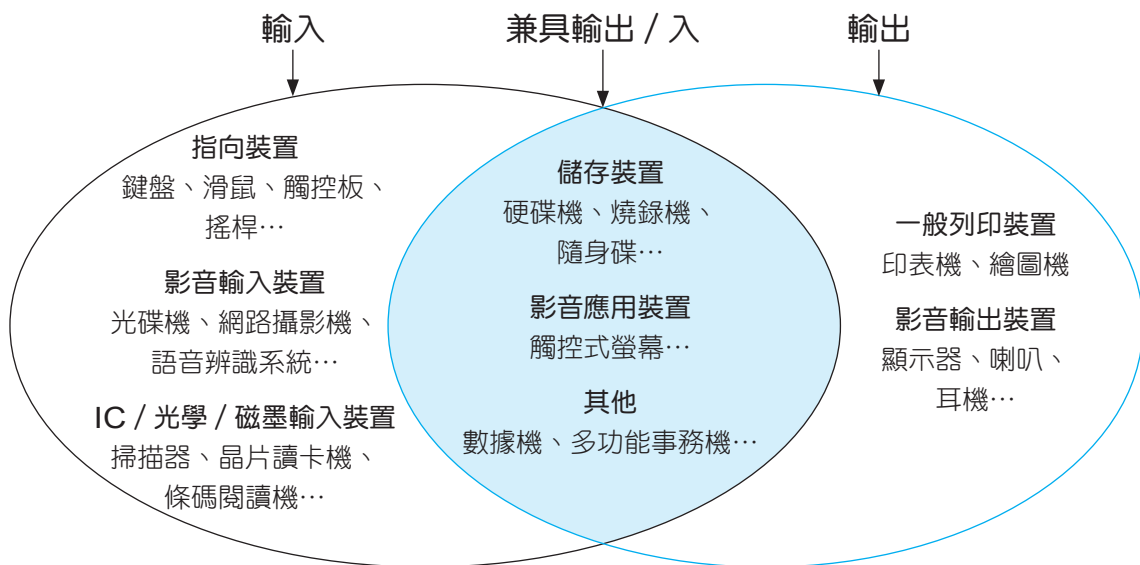 輸入
兼具輸出 / 入
輸出
指向裝置
鍵盤、滑鼠、觸控板、
搖桿…
影音輸入裝置
光碟機、網路攝影機、
語音辨識系統…
IC / 光學 / 磁墨輸入裝置
掃描器、晶片讀卡機、
條碼閱讀機…
儲存裝置
硬碟機、燒錄機、
隨身碟…
影音應用裝置
觸控式螢幕…
其他
數據機、多功能事務機…
一般列印裝置
印表機、繪圖機
影音輸出裝置
顯示器、喇叭、
耳機…